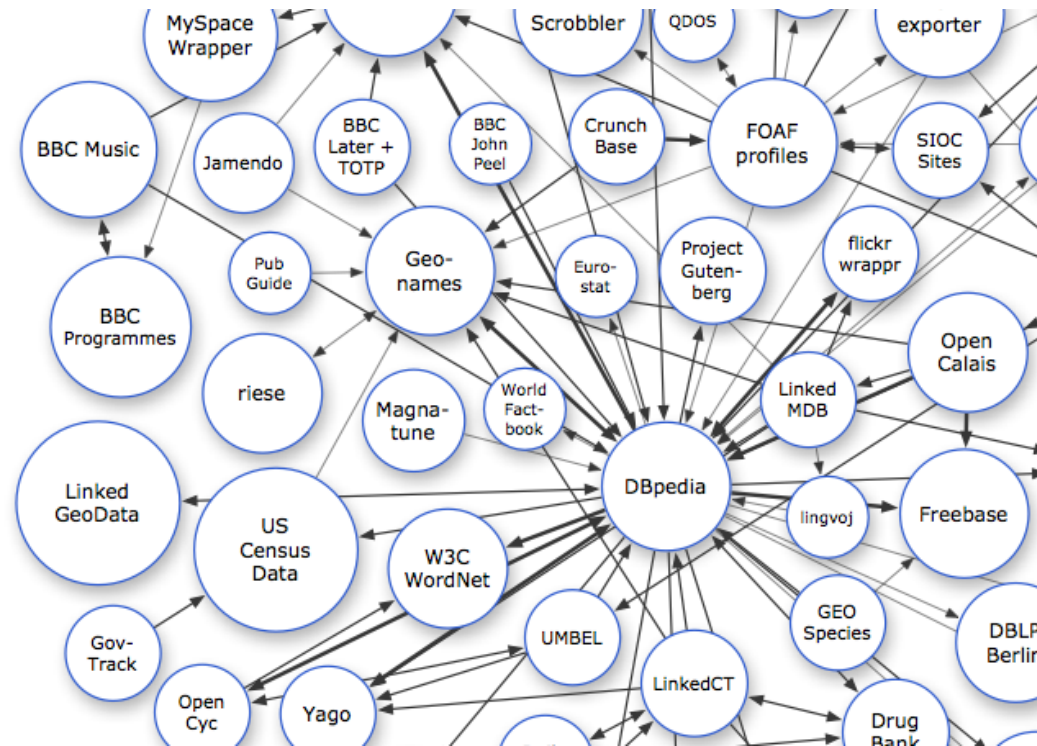 MySpace
Wrapper
Scrobbler
QDOS
exporter
BBC Music
Jamendo
BBC
Later +
TOTP
BBC
John
Peel
Crunch
Base
FOAF
profiles
SIOC
Sites
Pub
Guide
Geo-
names
Euro-
stat
Project
Guten-
berg
flickr
wrappr
BBC
Programmes
riese
Magna-
tune
World
Fact-
book
Linked
MDB
Open
Calais
Linked
GeoData
US
Census
Data
W3C
WordNet
DBpedia
lingvoj
Freebase
Gov-
Track
Open
Cyc
Yago
UMBEL
LinkedCT
GEO
Species
DBLP
Berlin
Drug
Bank